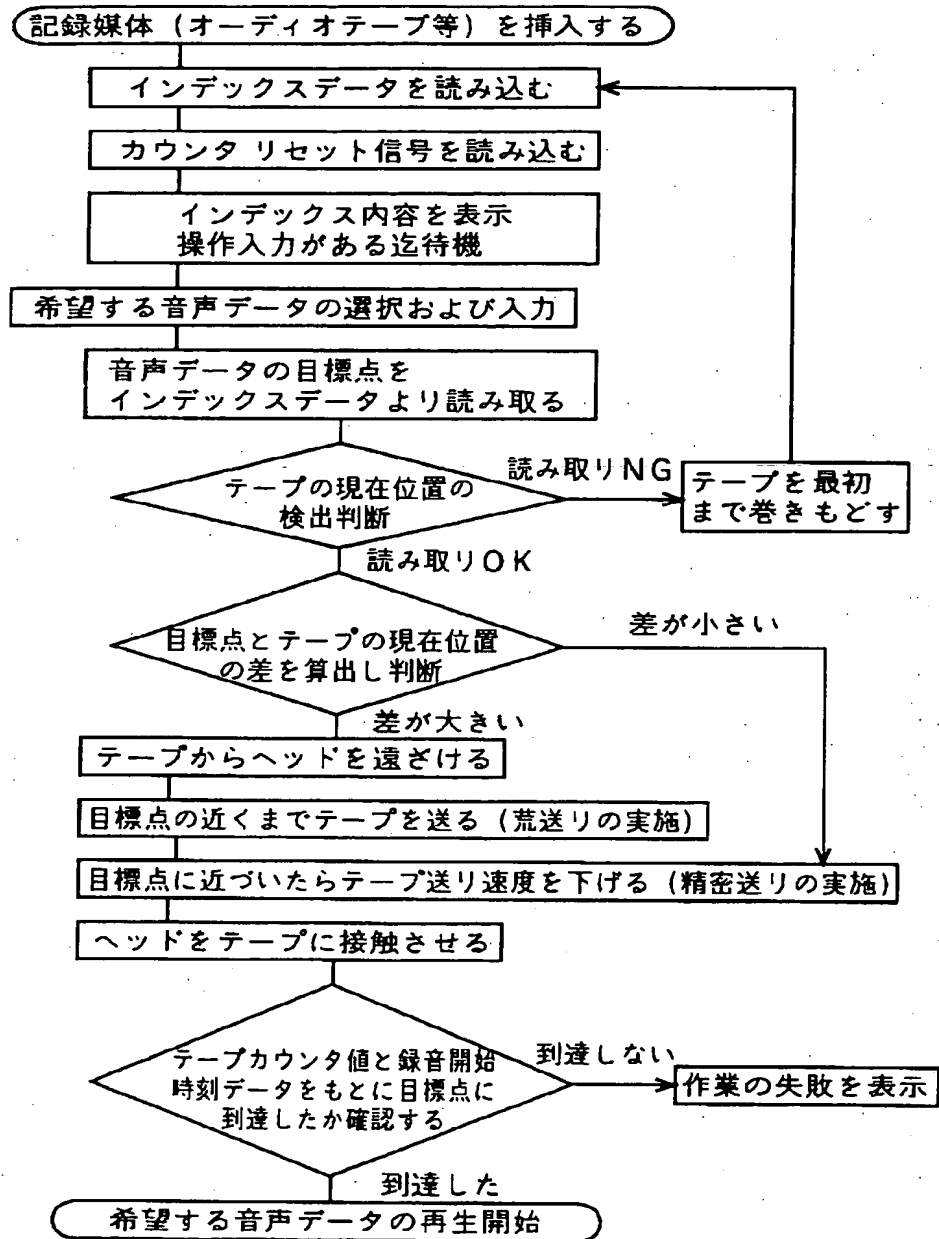 記録媒体(オーディオテープ等)を挿入する
インデックスデータを読み込む
カウンタ リセット信号を読み込む
インデックス内容を表示
操作入力がある迄待機
希望する音声データの選択および入力
音声データの目標点を
インデックスデータより読み取る
テープの現在位置の
検出判断
読み取りNG
テープを最初
まで巻きもどす
読み取りOK
目標点とテープの現在位置
の差を算出し判断
差が小さい
差が大きい
テープからヘッドを遠ざける
目標点の近くまでテープを送る(荒送りの実施)
目標点に近づいたらテープ送り速度を下げる(精密送りの実施)
ヘッドをテープに接触させる
テープカウンタ値と録音開始
時刻データをもとに目標点に
到達したか確認する
到達しない
作業の失敗を表示
到達した
希望する音声データの再生開始